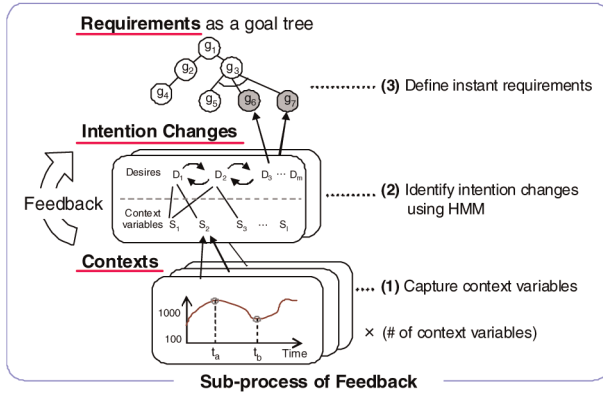 Requirements as a goal tree
g1
g2 g3
g4 g5 g6 g7
(3) Define instant requirements
Intention Changes
Desires D1 D2 D3 ... Dm
Context
variables S1 S2 S3 ... Sl
(2) Identify intention changes
using HMM
Feedback
Contexts
(1) Capture context variables
1000
100
ta tb Time
× (# of context variables)
Sub-process of Feedback